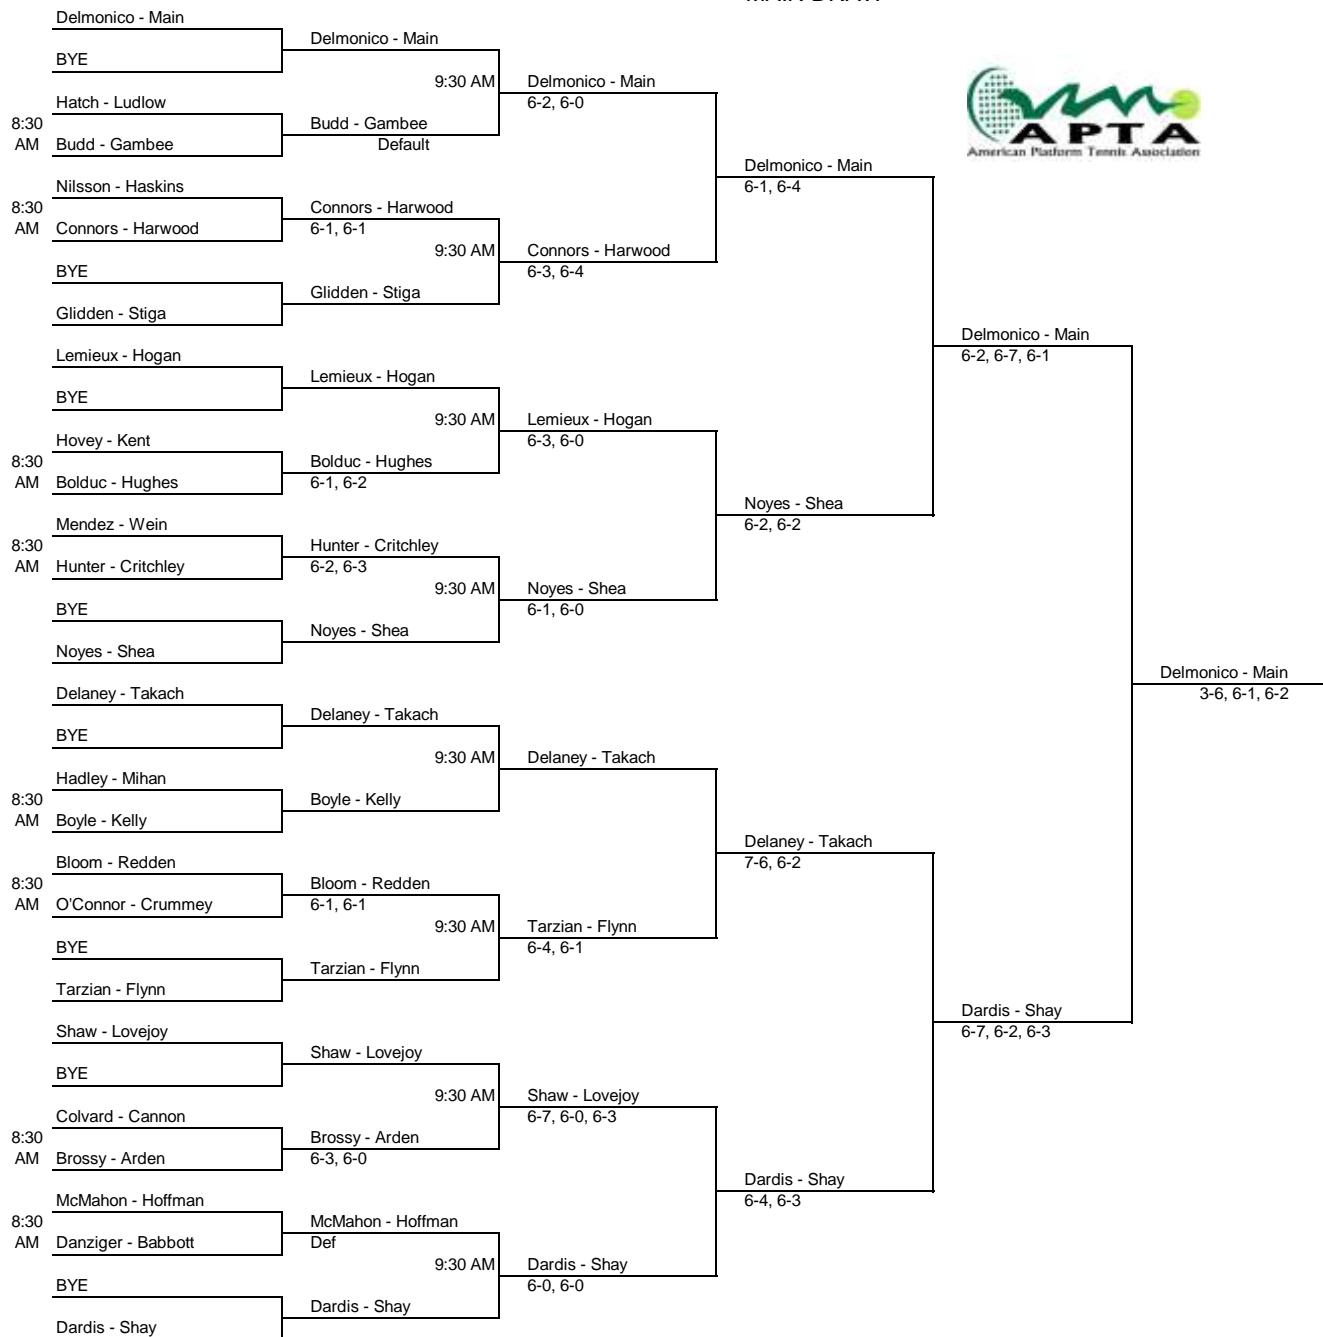 Delmonico - Main
BYE
Hatch - Ludlow
8:30 AM
Budd - Gambee
Nilsson - Haskins
8:30 AM
Connors - Harwood
BYE
Glidden - Stiga
Lemieux - Hogan
BYE
Hovey - Kent
8:30 AM
Bolduc - Hughes
Mendez - Wein
8:30 AM
Hunter - Critchley
BYE
Noyes - Shea
Delaney - Takach
BYE
Hadley - Mihan
8:30 AM
Boyle - Kelly
Bloom - Redden
8:30 AM
O'Connor - Crummey
BYE
Tarzian - Flynn
Shaw - Lovejoy
BYE
Colvard - Cannon
8:30 AM
Brossy - Arden
McMahon - Hoffman
8:30 AM
Danziger - Babbott
BYE
Dardis - Shay
Delmonico - Main
9:30 AM
Budd - Gambee
Default
Connors - Harwood
6-1, 6-1
9:30 AM
Glidden - Stiga
Lemieux - Hogan
9:30 AM
Bolduc - Hughes
6-1, 6-2
Hunter - Critchley
6-2, 6-3
9:30 AM
Noyes - Shea
Delaney - Takach
9:30 AM
Boyle - Kelly
Bloom - Redden
6-1, 6-1
9:30 AM
Tarzian - Flynn
Shaw - Lovejoy
9:30 AM
Brossy - Arden
6-3, 6-0
McMahon - Hoffman
Def
9:30 AM
Dardis - Shay
Delmonico - Main
6-2, 6-0
Connors - Harwood
6-3, 6-4
Lemieux - Hogan
6-3, 6-0
Noyes - Shea
6-1, 6-0
Delaney - Takach
Tarzian - Flynn
6-4, 6-1
Shaw - Lovejoy
6-7, 6-0, 6-3
Dardis - Shay
6-0, 6-0
Delmonico - Main
6-1, 6-4
Noyes - Shea
6-2, 6-2
Delaney - Takach
7-6, 6-2
Dardis - Shay
6-4, 6-3
Delmonico - Main
6-2, 6-7, 6-1
Dardis - Shay
6-7, 6-2, 6-3
Delmonico - Main
3-6, 6-1, 6-2
APTA
American Platform Tennis Association